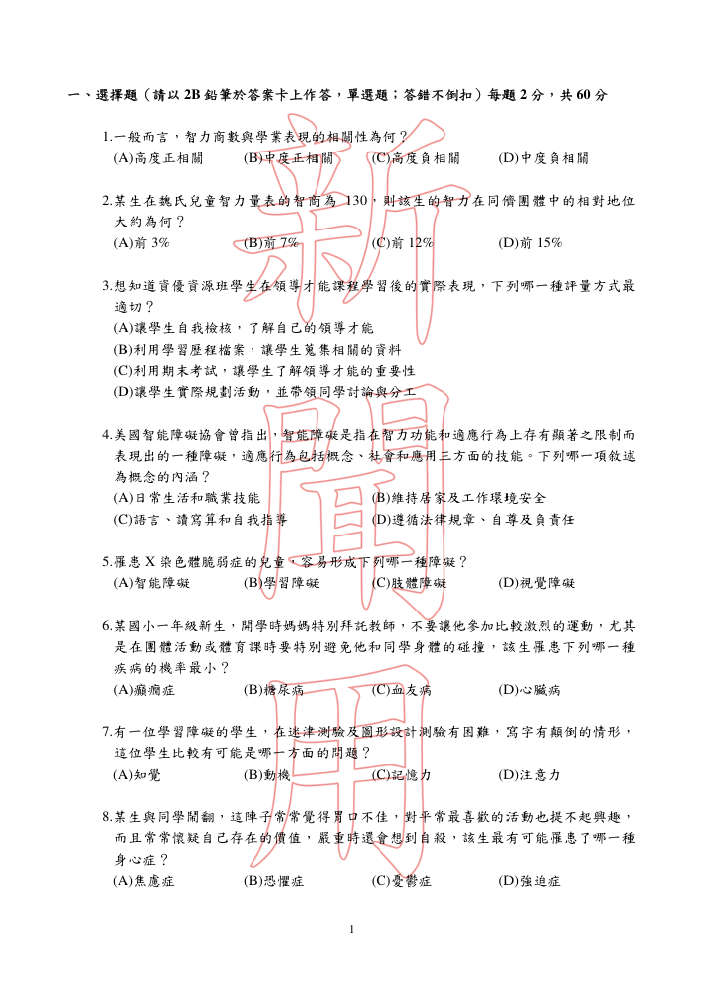 一、選擇題（請以 2B 鉛筆於答案卡上作答，單選題；答錯不倒扣）每題 2 分，共 60 分
1.一般而言，智力商數與學業表現的相關性為何？
(A)高度正相關 (B)中度正相關 (C)高度負相關 (D)中度負相關
2.某生在魏氏兒童智力量表的智商為 130，則該生的智力在同儕團體中的相對地位
大約為何？
(A)前 3% (B)前 7% (C)前 12% (D)前 15%
3.想知道資優資源班學生在領導才能課程學習後的實際表現，下列哪一種評量方式最
適切？
(A)讓學生自我檢核，了解自己的領導才能
(B)利用學習歷程檔案，讓學生蒐集相關的資料
(C)利用期末考試，讓學生了解領導才能的重要性
(D)讓學生實際規劃活動，並帶領同學討論與分工
4.美國智能障礙協會曾指出，智能障礙是指在智力功能和適應行為上存有顯著之限制而
表現出的一種障礙，適應行為包括概念、社會和應用三方面的技能。下列哪一項敘述
為概念的內涵？
(A)日常生活和職業技能 (B)維持居家及工作環境安全
(C)語言、讀寫算和自我指導 (D)遵循法律規章、自尊及負責任
5.罹患 X 染色體脆弱症的兒童，容易形成下列哪一種障礙？
(A)智能障礙 (B)學習障礙 (C)肢體障礙 (D)視覺障礙
6.某國小一年級新生，開學時媽媽特別拜託教師，不要讓他參加比較激烈的運動，尤其
是在團體活動或體育課時要特別避免他和同學身體的碰撞，該生罹患下列哪一種
疾病的機率最小？
(A)癲癇症 (B)糖尿病 (C)血友病 (D)心臟病
7.有一位學習障礙的學生，在迷津測驗及圖形設計測驗有困難，寫字有顛倒的情形，
這位學生比較有可能是哪一方面的問題？
(A)知覺 (B)動機 (C)記憶力 (D)注意力
8.某生與同學鬧翻，這陣子常常覺得胃口不佳，對平常最喜歡的活動也提不起興趣，
而且常常懷疑自己存在的價值，嚴重時還會想到自殺，該生最有可能罹患了哪一種
身心症？
(A)焦慮症 (B)恐懼症 (C)憂鬱症 (D)強迫症
新
聞
用
1